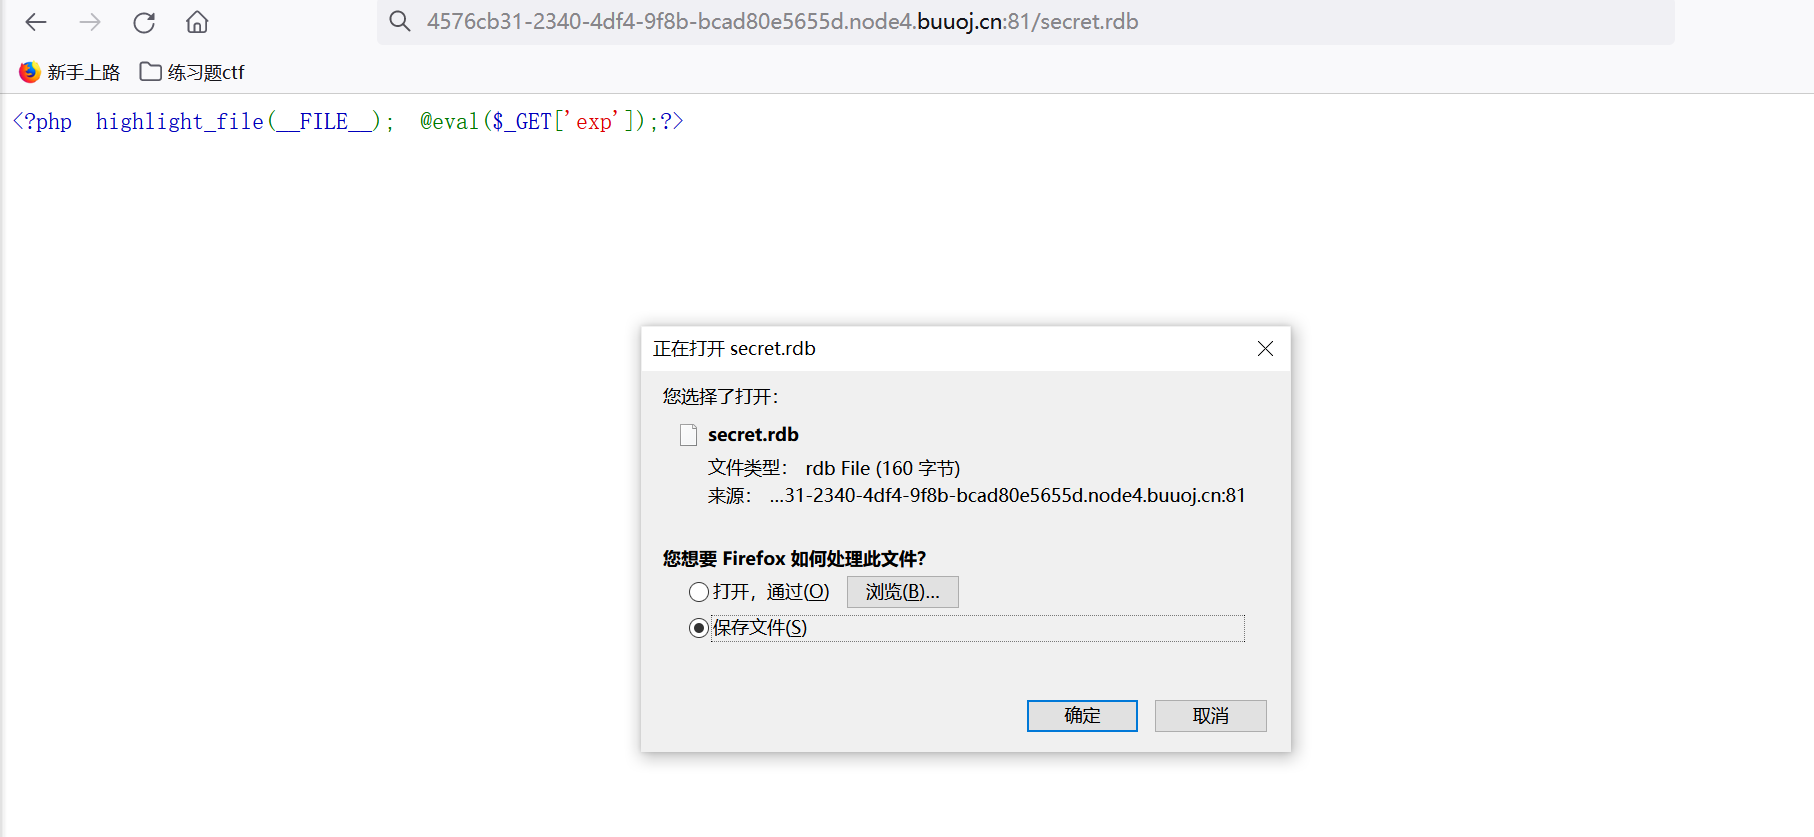 4576cb31-2340-4df4-9f8b-bcad80e5655d.node4.buuoj.cn:81/secret.rdb
新手上路 练习题ctf
<?php highlight_file(__FILE__); @eval($_GET['exp']);?>
正在打开 secret.rdb
您选择了打开：
secret.rdb
文件类型： rdb File (160 字节)
来源： ...31-2340-4df4-9f8b-bcad80e5655d.node4.buuoj.cn:81
您想要 Firefox 如何处理此文件？
打开，通过(O) 浏览(B)...
保存文件(S)
确定 取消